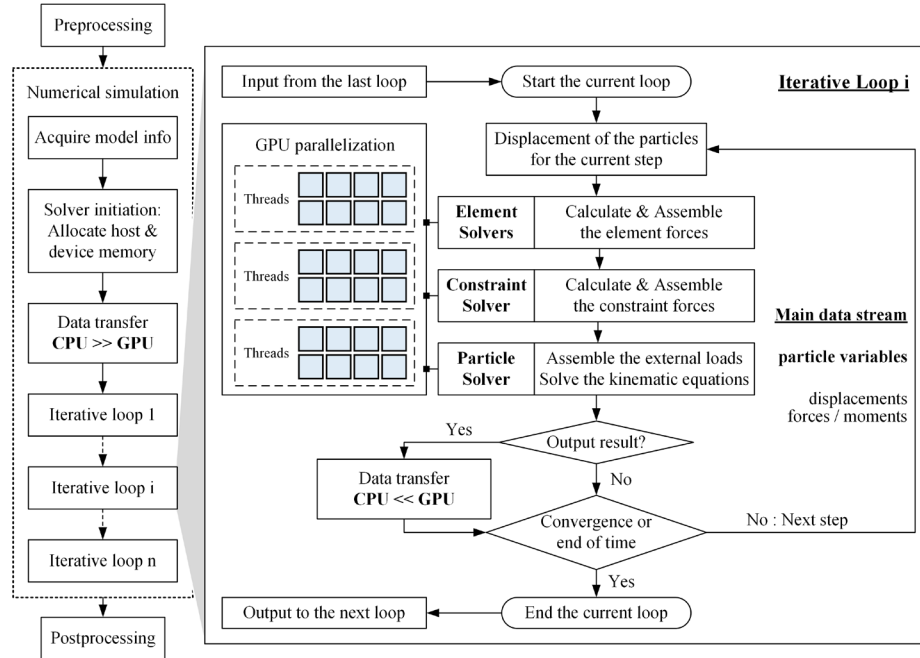 Preprocessing
Numerical simulation
Acquire model info
Solver initiation:
Allocate host &
device memory
Data transfer
CPU >> GPU
Iterative loop 1
Iterative loop i
Iterative loop n
Postprocessing
Input from the last loop
Start the current loop
Iterative Loop i
Displacement of the particles
for the current step
GPU parallelization
Threads
Threads
Threads
Element
Solvers
Calculate & Assemble
the element forces
Constraint
Solver
Calculate & Assemble
the constraint forces
Particle
Solver
Assemble the external loads
Solve the kinematic equations
Main data stream
particle variables
displacements
forces / moments
Output result?
Yes
Data transfer
CPU << GPU
No
Convergence or
end of time
No : Next step
Yes
End the current loop
Output to the next loop